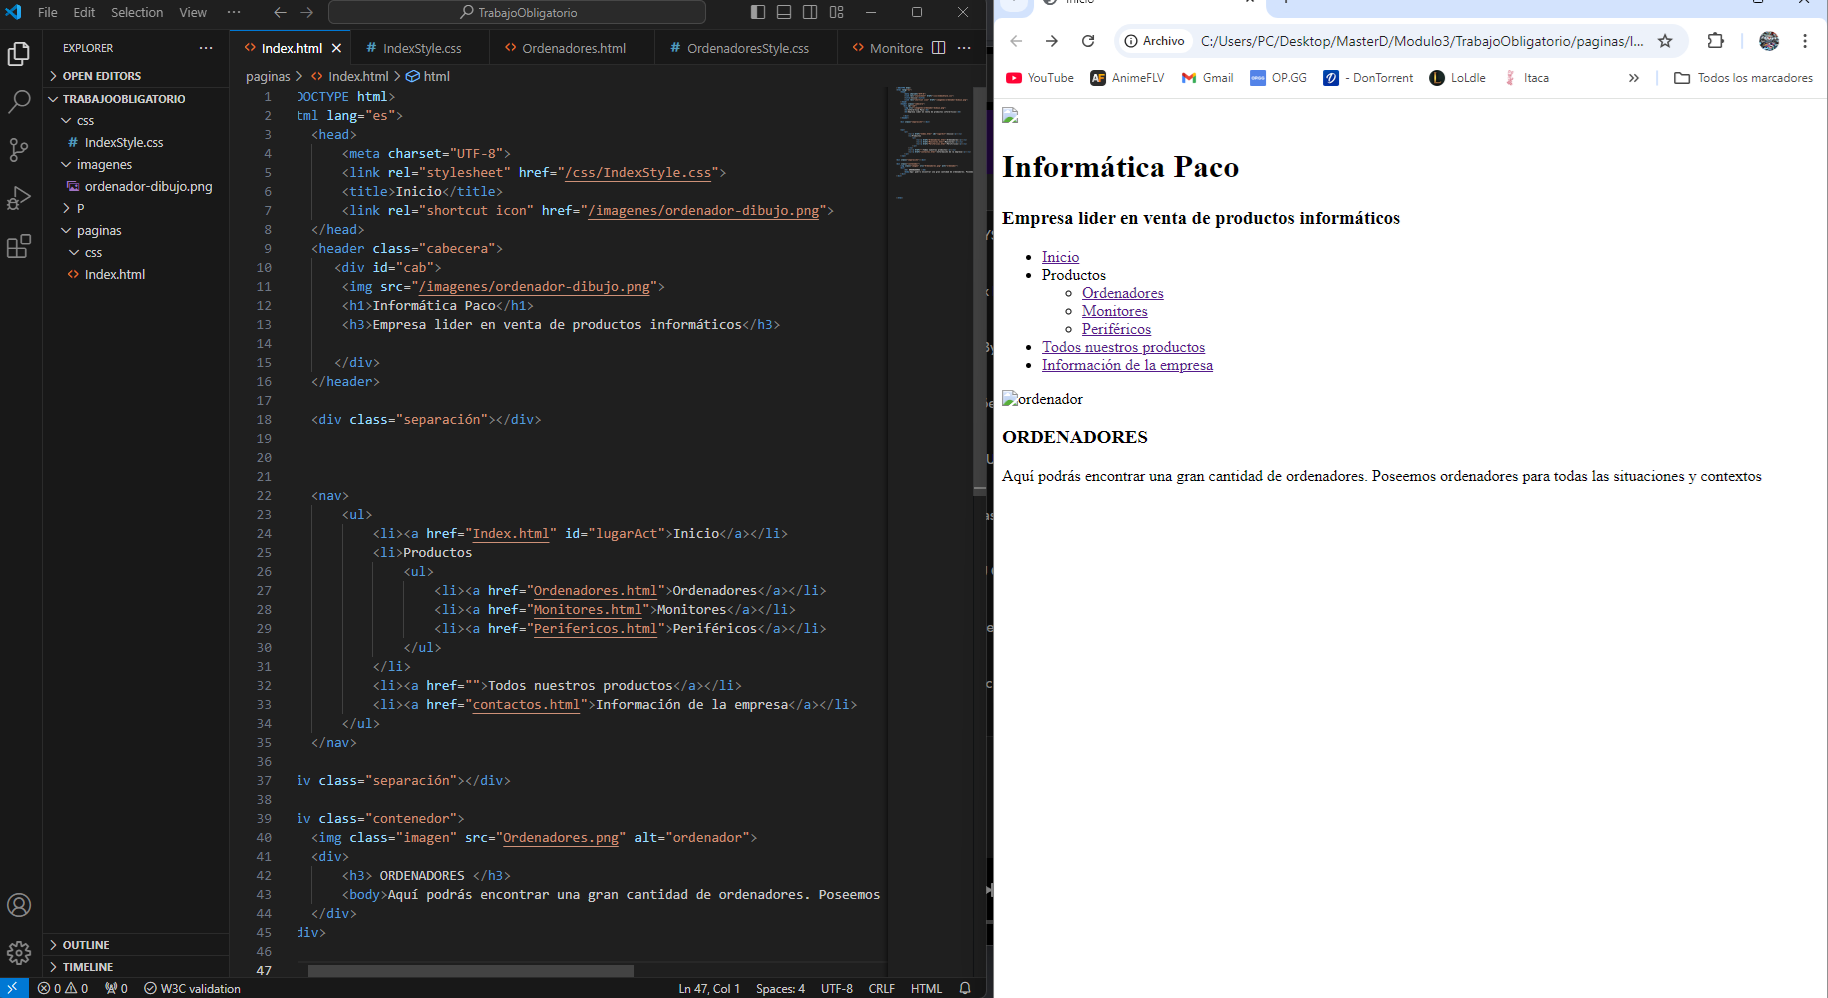 File Edit Selection View ··· TrabajoObligatorio
EXPLORER ···
OPEN EDITORS
TRABAJOOBLIGATORIO
css
# IndexStyle.css
imagenes
ordenador-dibujo.png
P
paginas
css
<> Index.html
OUTLINE
TIMELINE
<> Index.html # IndexStyle.css <> Ordenadores.html # OrdenadoresStyle.css <> Monitore ···
paginas > <> Index.html > html
1 DOCTYPE html>
2 tml lang="es">
3 <head>
4 <meta charset="UTF-8">
5 <link rel="stylesheet" href="/css/IndexStyle.css">
6 <title>Inicio</title>
7 <link rel="shortcut icon" href="/imagenes/ordenador-dibujo.png">
8 </head>
9 <header class="cabecera">
10 <div id="cab">
11 <img src="/imagenes/ordenador-dibujo.png">
12 <h1>Informática Paco</h1>
13 <h3>Empresa lider en venta de productos informáticos</h3>
14
15 </div>
16 </header>
17
18 <div class="separación"></div>
19
20
21
22 <nav>
23 <ul>
24 <li><a href="Index.html" id="lugarAct">Inicio</a></li>
25 <li>Productos
26 <ul>
27 <li><a href="Ordenadores.html">Ordenadores</a></li>
28 <li><a href="Monitores.html">Monitores</a></li>
29 <li><a href="Perifericos.html">Periféricos</a></li>
30 </ul>
31 </li>
32 <li><a href="">Todos nuestros productos</a></li>
33 <li><a href="contactos.html">Información de la empresa</a></li>
34 </ul>
35 </nav>
36
37 iv class="separación"></div>
38
39 iv class="contenedor">
40 <img class="imagen" src="Ordenadores.png" alt="ordenador">
41 <div>
42 <h3> ORDENADORES </h3>
43 <body>Aquí podrás encontrar una gran cantidad de ordenadores. Poseemos
44 </div>
45 div>
46
47
0 0 0 W3C validation Ln 47, Col 1 Spaces: 4 UTF-8 CRLF HTML
Inicio
Archivo C:/Users/PC/Desktop/MasterD/Modulo3/TrabajoObligatorio/paginas/I...
YouTube AnimeFLV Gmail OP.GG - DonTorrent LoLdle Itaca » Todos los marcadores
Informática Paco
Empresa lider en venta de productos informáticos
Inicio
Productos
Ordenadores
Monitores
Periféricos
Todos nuestros productos
Información de la empresa
ordenador
ORDENADORES
Aquí podrás encontrar una gran cantidad de ordenadores. Poseemos ordenadores para todas las situaciones y contextos